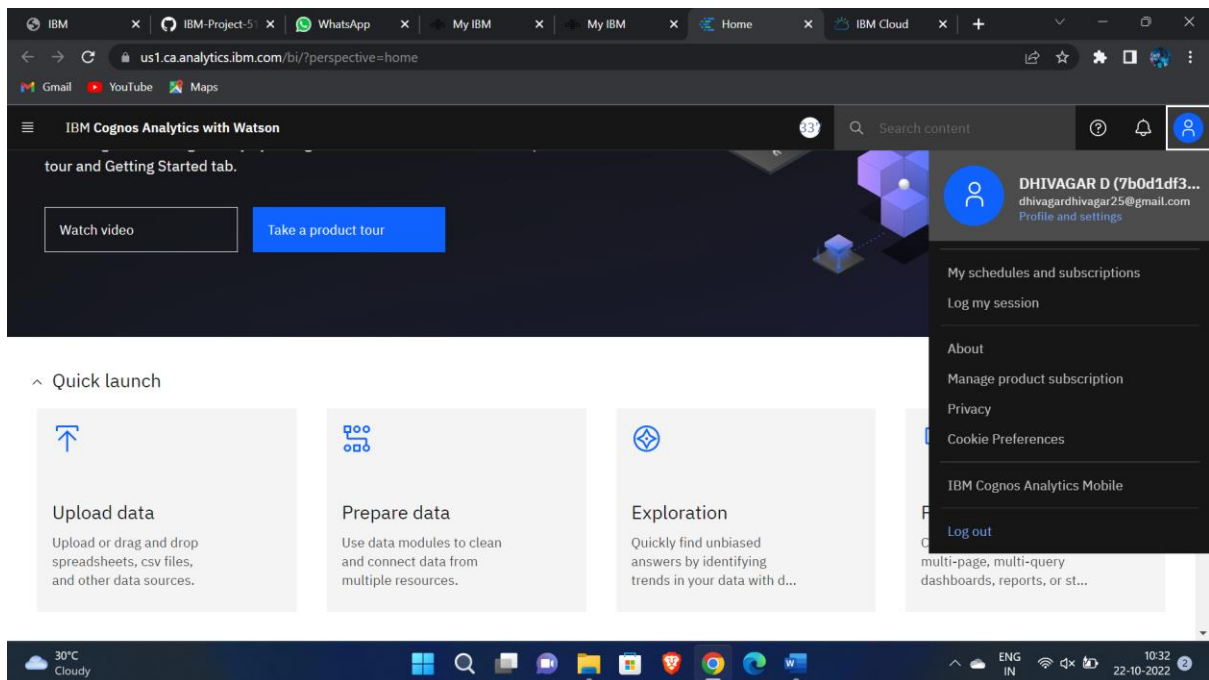 IBM
IBM-Project-51
WhatsApp
My IBM
My IBM
Home
IBM Cloud
us1.ca.analytics.ibm.com/bi/?perspective=home
Gmail
YouTube
Maps
IBM Cognos Analytics with Watson
Search content
tour and Getting Started tab.
Watch video
Take a product tour
DHIVAGAR D (7b0d1df3...
dhivagardhivagar25@gmail.com
Profile and settings
My schedules and subscriptions
Log my session
About
Manage product subscription
Privacy
Cookie Preferences
IBM Cognos Analytics Mobile
Log out
Quick launch
Upload data
Upload or drag and drop
spreadsheets, csv files,
and other data sources.
Prepare data
Use data modules to clean
and connect data from
multiple resources.
Exploration
Quickly find unbiased
answers by identifying
trends in your data with d...
multi-page, multi-query
dashboards, reports, or st...
30°C
Cloudy
ENG
IN
10:32
22-10-2022
2